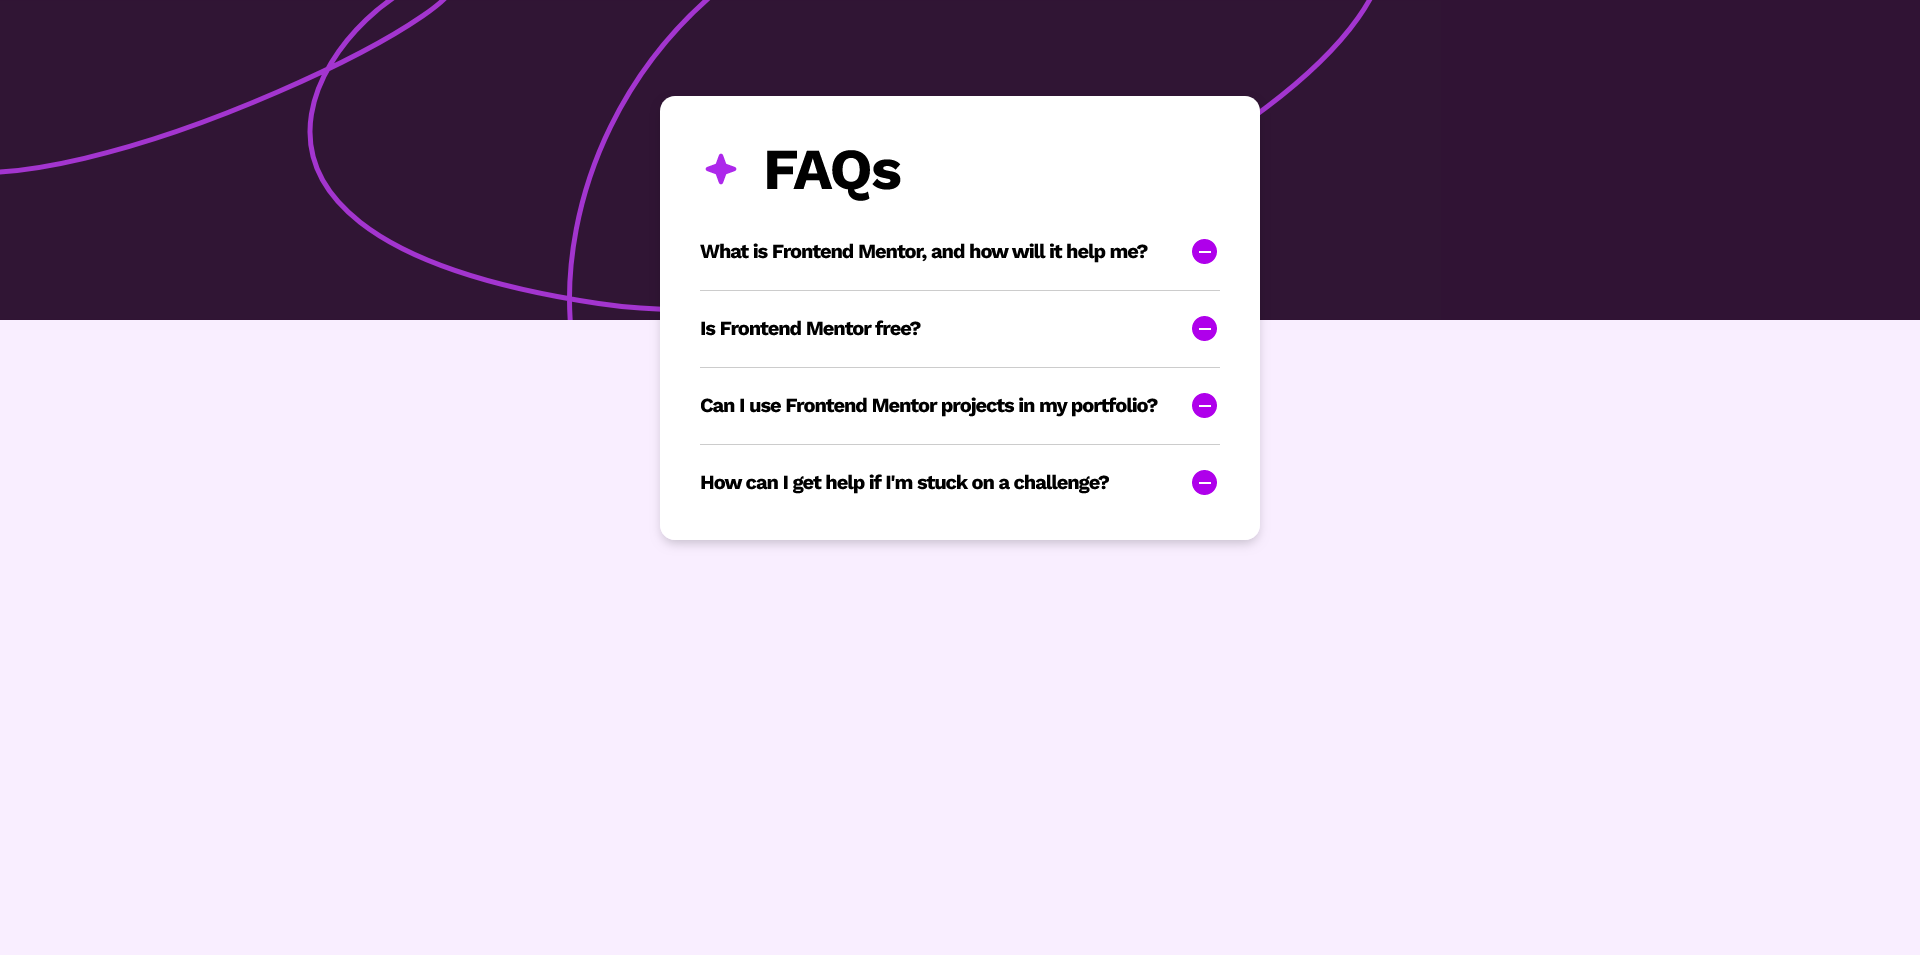 FAQs
What is Frontend Mentor, and how will it help me?
Is Frontend Mentor free?
Can I use Frontend Mentor projects in my portfolio?
How can I get help if I'm stuck on a challenge?